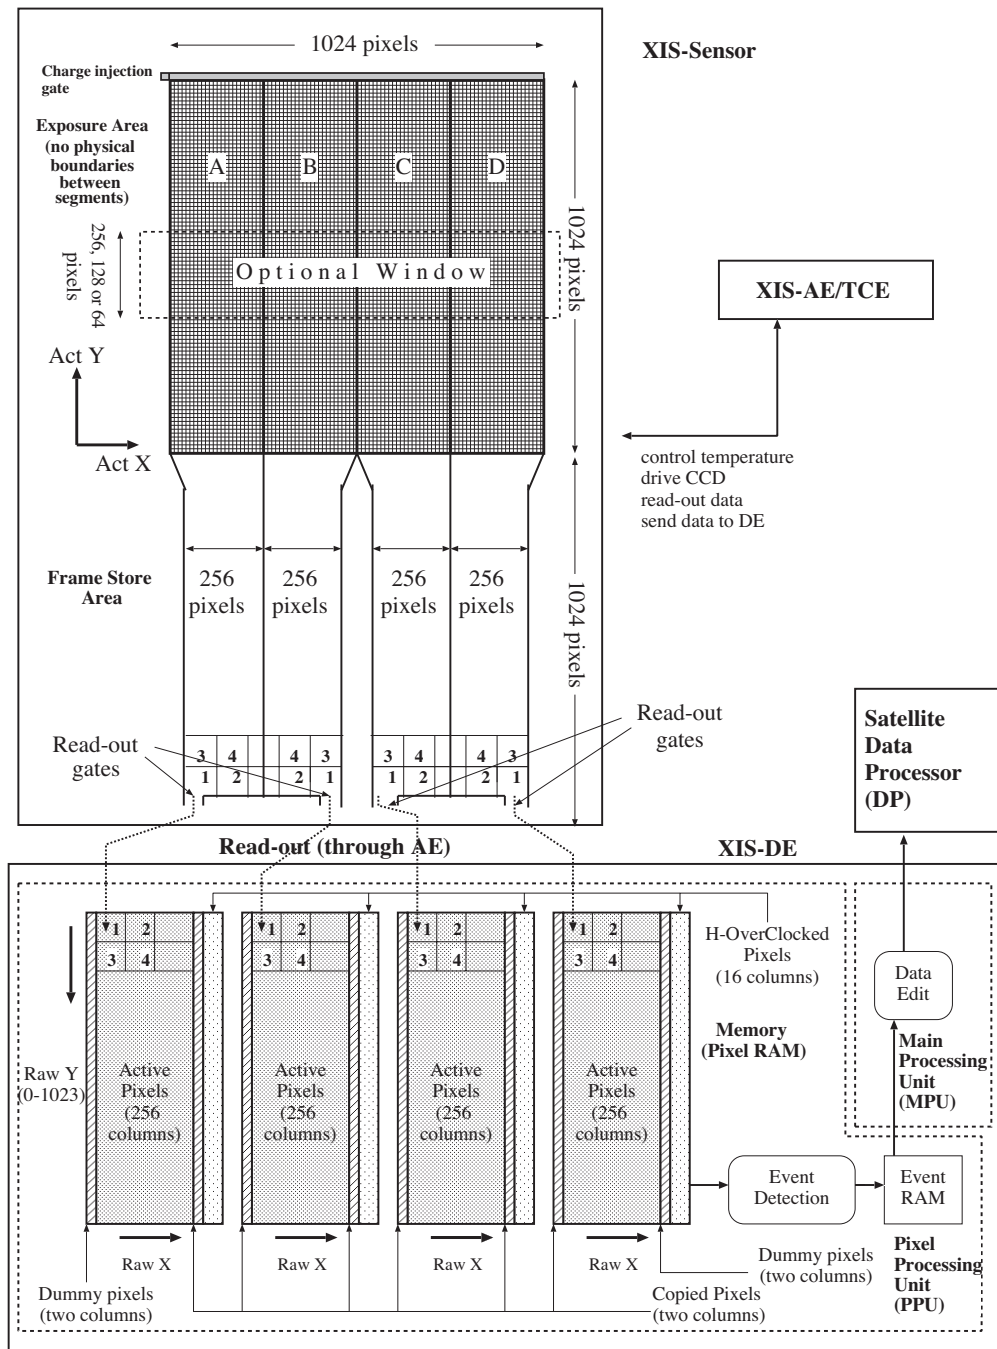 1024 pixels
XIS-Sensor
Charge injection
gate
Exposure Area
(no physical
boundaries
between
segments)
A B C D
256, 128 or 64
pixels
Optional Window
1024 pixels
XIS-AE/TCE
Act Y
Act X
control temperature
drive CCD
read-out data
send data to DE
Frame Store
Area
256
pixels
256
pixels
256
pixels
256
pixels
1024 pixels
Read-out
gates
Read-out
gates
3 4 4 3 3 4 4 3
1 2 2 1 1 2 2 1
Satellite
Data
Processor
(DP)
Read-out (through AE)
XIS-DE
1 2 1 2 1 2 1 2
3 4 3 4 3 4 3 4
H-OverClocked
Pixels
(16 columns)
Data
Edit
Memory
(Pixel RAM)
Main
Processing
Unit
(MPU)
Raw Y
(0-1023)
Active
Pixels
(256
columns)
Active
Pixels
(256
columns)
Active
Pixels
(256
columns)
Active
Pixels
(256
columns)
Event
Detection
Event
RAM
Raw X
Raw X
Raw X
Raw X
Pixel
Processing
Unit
(PPU)
Dummy pixels
(two columns)
Dummy pixels
(two columns)
Copied Pixels
(two columns)